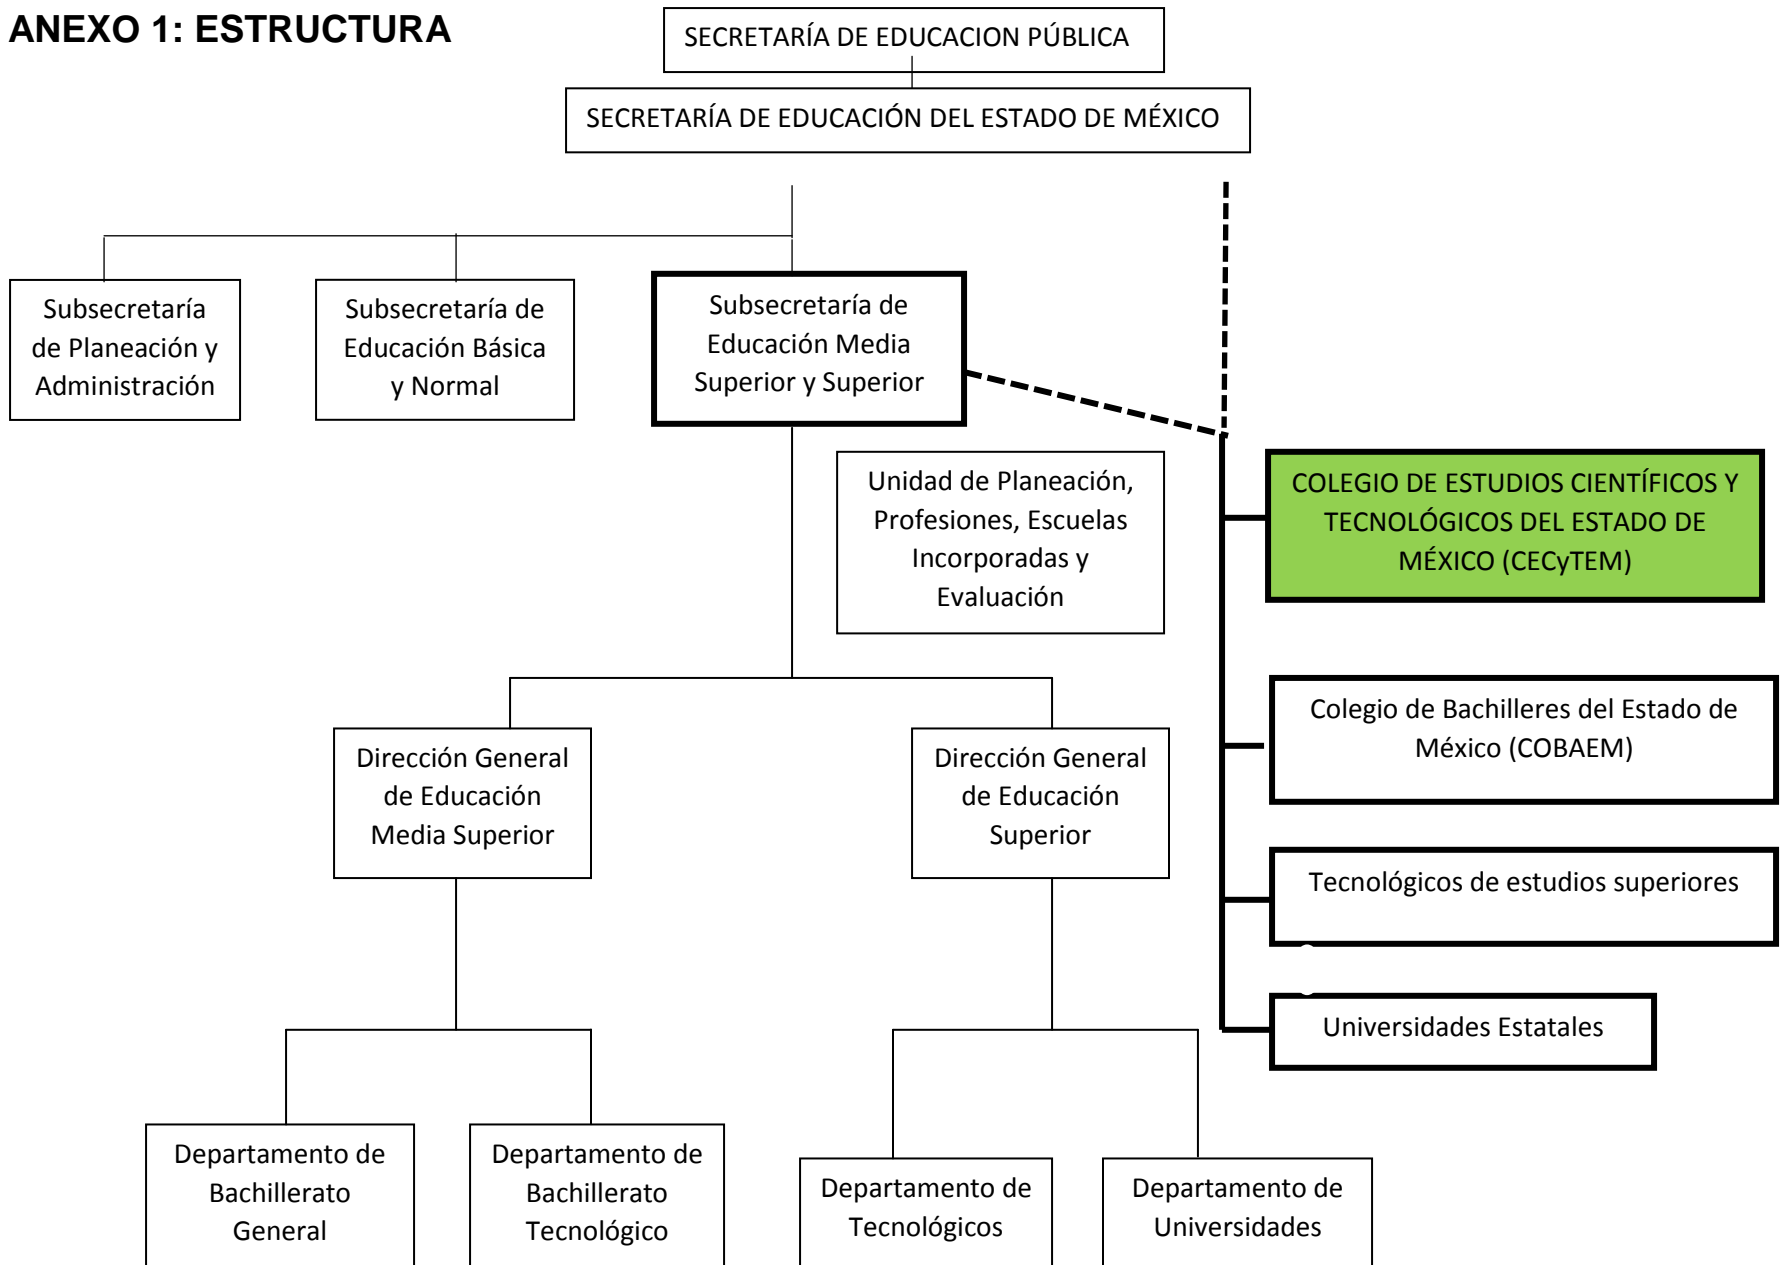 ANEXO 1: ESTRUCTURA
SECRETARÍA DE EDUCACION PÚBLICA
SECRETARÍA DE EDUCACIÓN DEL ESTADO DE MÉXICO
Subsecretaría
de Planeación y
Administración
Subsecretaría de
Educación Básica
y Normal
Subsecretaría de
Educación Media
Superior y Superior
Unidad de Planeación,
Profesiones, Escuelas
Incorporadas y
Evaluación
COLEGIO DE ESTUDIOS CIENTÍFICOS Y
TECNOLÓGICOS DEL ESTADO DE
MÉXICO (CECyTEM)
Colegio de Bachilleres del Estado de
México (COBAEM)
Tecnológicos de estudios superiores
Universidades Estatales
Dirección General
de Educación
Media Superior
Dirección General
de Educación
Superior
Departamento de
Bachillerato
General
Departamento de
Bachillerato
Tecnológico
Departamento de
Tecnológicos
Departamento de
Universidades